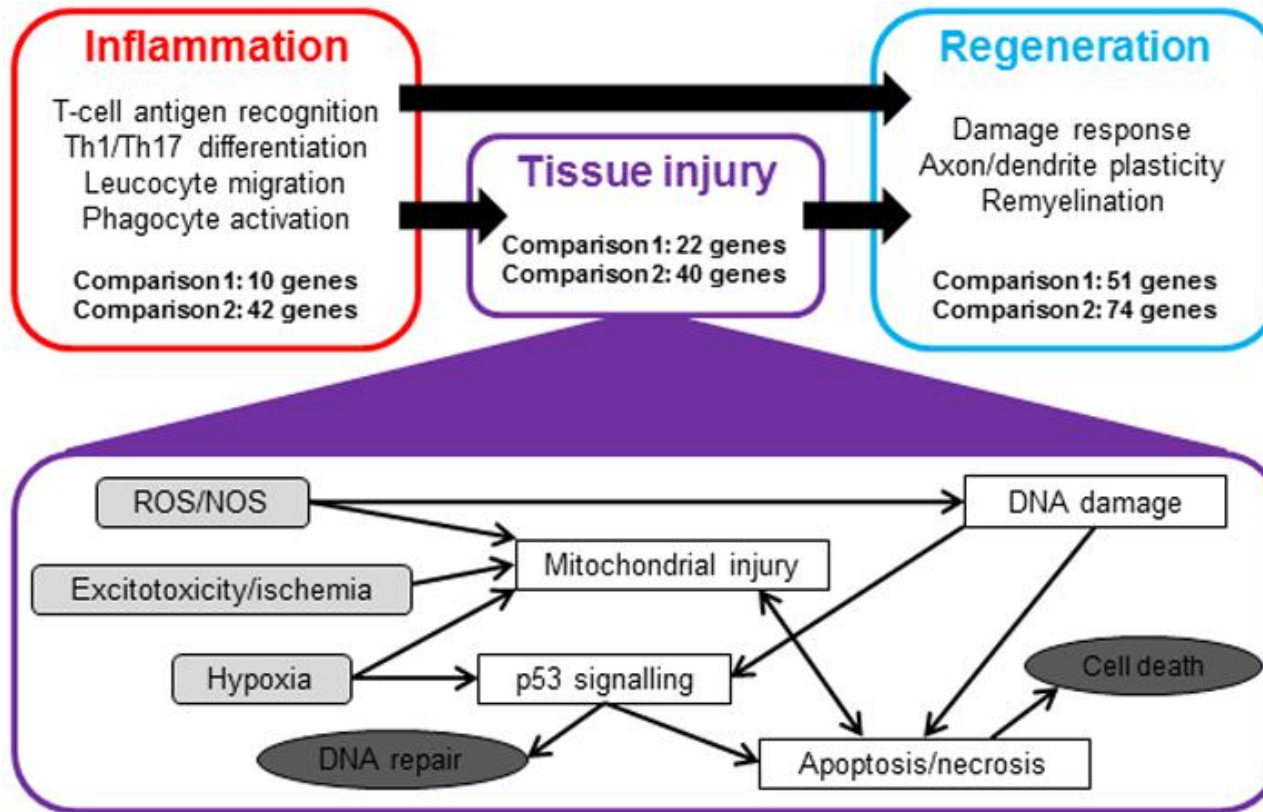 Inflammation
T-cell antigen recognition
Th1/Th17 differentiation
Leucocyte migration
Phagocyte activation
Comparison 1: 10 genes
Comparison 2: 42 genes
Tissue injury
Comparison 1: 22 genes
Comparison 2: 40 genes
Regeneration
Damage response
Axon/dendrite plasticity
Remyelination
Comparison 1: 51 genes
Comparison 2: 74 genes
ROS/NOS
DNA damage
Mitochondrial injury
Excitotoxicity/ischemia
Hypoxia
p53 signalling
Cell death
DNA repair
Apoptosis/necrosis